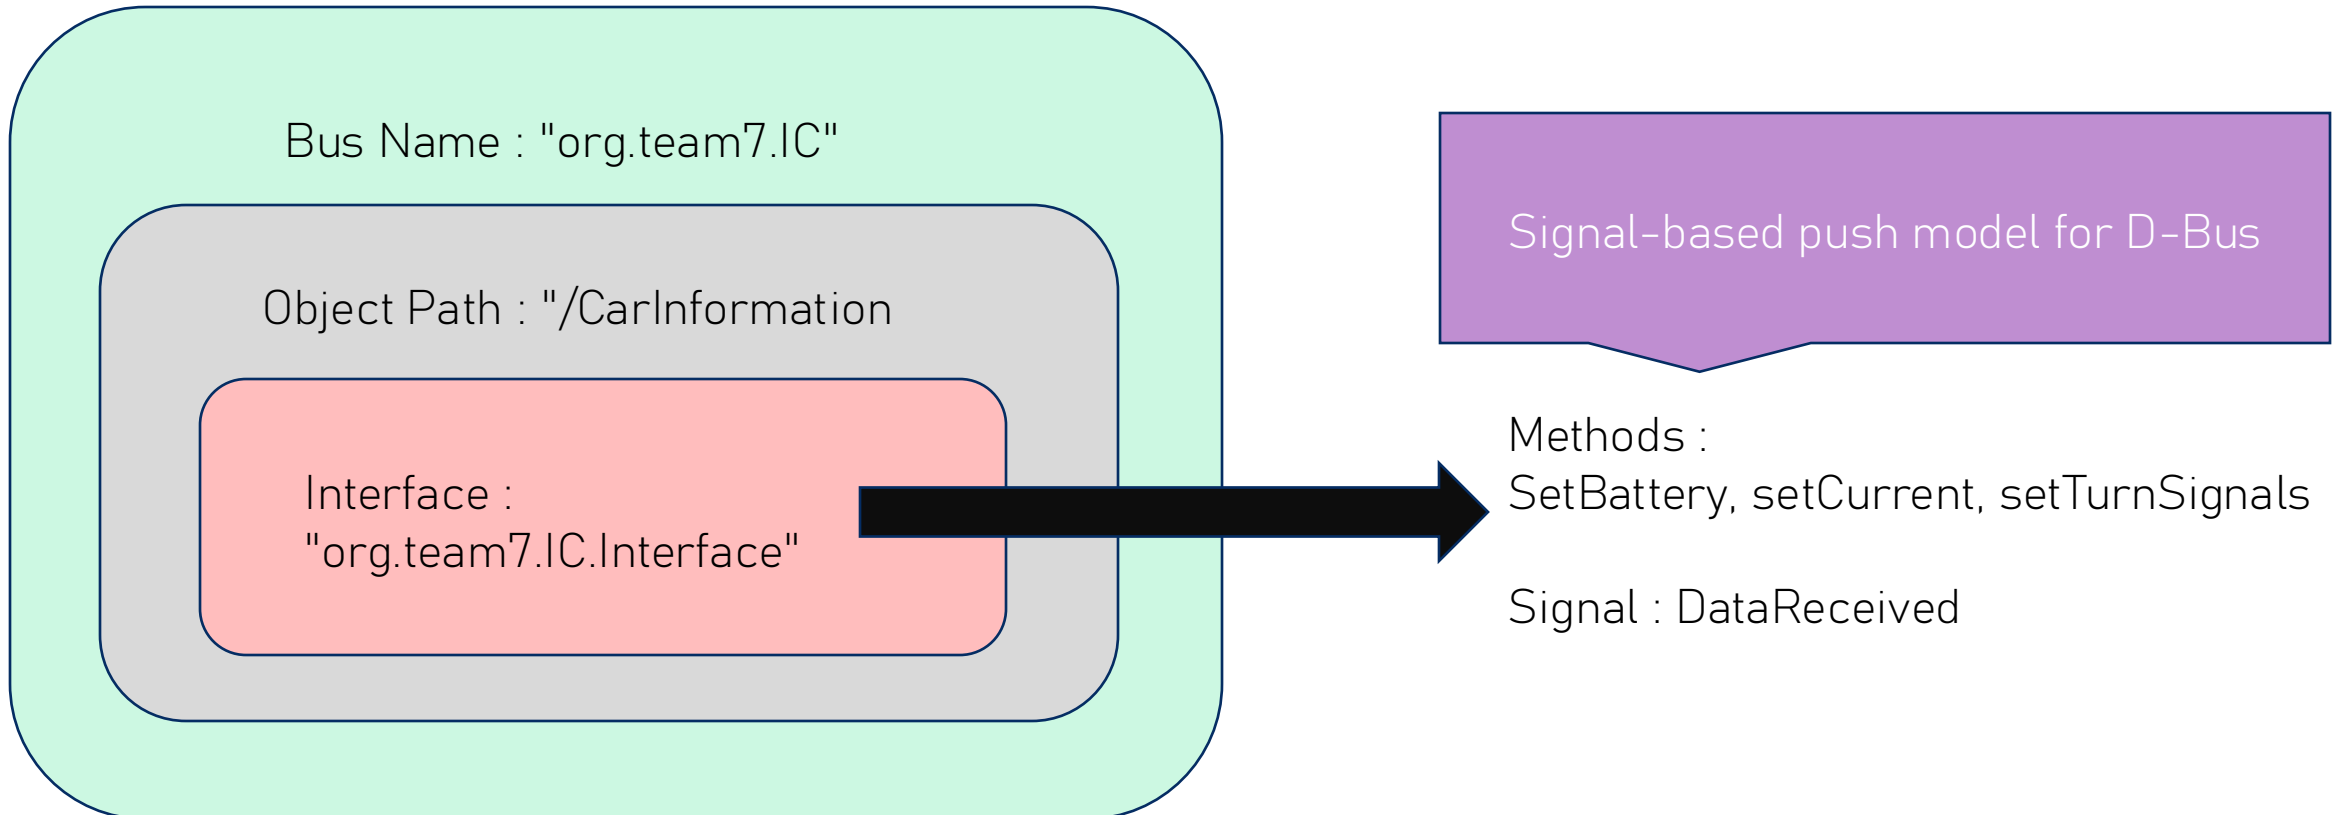 Bus Name : "org.team7.IC"
Object Path : "/CarInformation
Interface :
"org.team7.IC.Interface"
Signal-based push model for D-Bus
Methods :
SetBattery, setCurrent, setTurnSignals
Signal : DataReceived